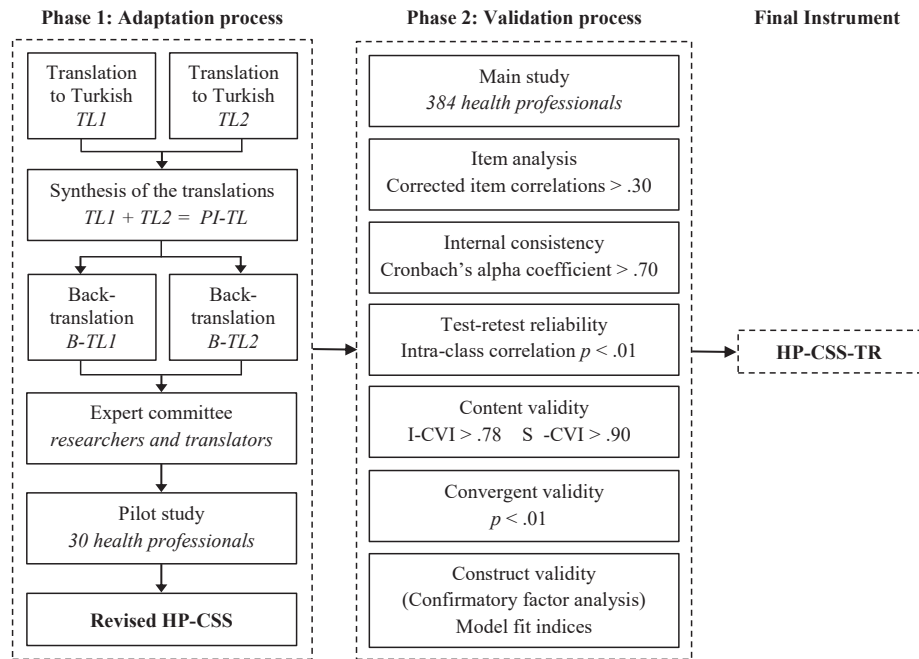 Phase 1: Adaptation process
Translation
to Turkish
TL1
Translation
to Turkish
TL2
Synthesis of the translations
TL1 + TL2 = PI-TL
Back-
translation
B-TL1
Back-
translation
B-TL2
Expert committee
researchers and translators
Pilot study
30 health professionals
Revised HP-CSS
Phase 2: Validation process
Main study
384 health professionals
Item analysis
Corrected item correlations > .30
Internal consistency
Cronbach’s alpha coefficient > .70
Test-retest reliability
Intra-class correlation p < .01
Content validity
I-CVI > .78 S -CVI > .90
Convergent validity
p < .01
Construct validity
(Confirmatory factor analysis)
Model fit indices
Final Instrument
HP-CSS-TR